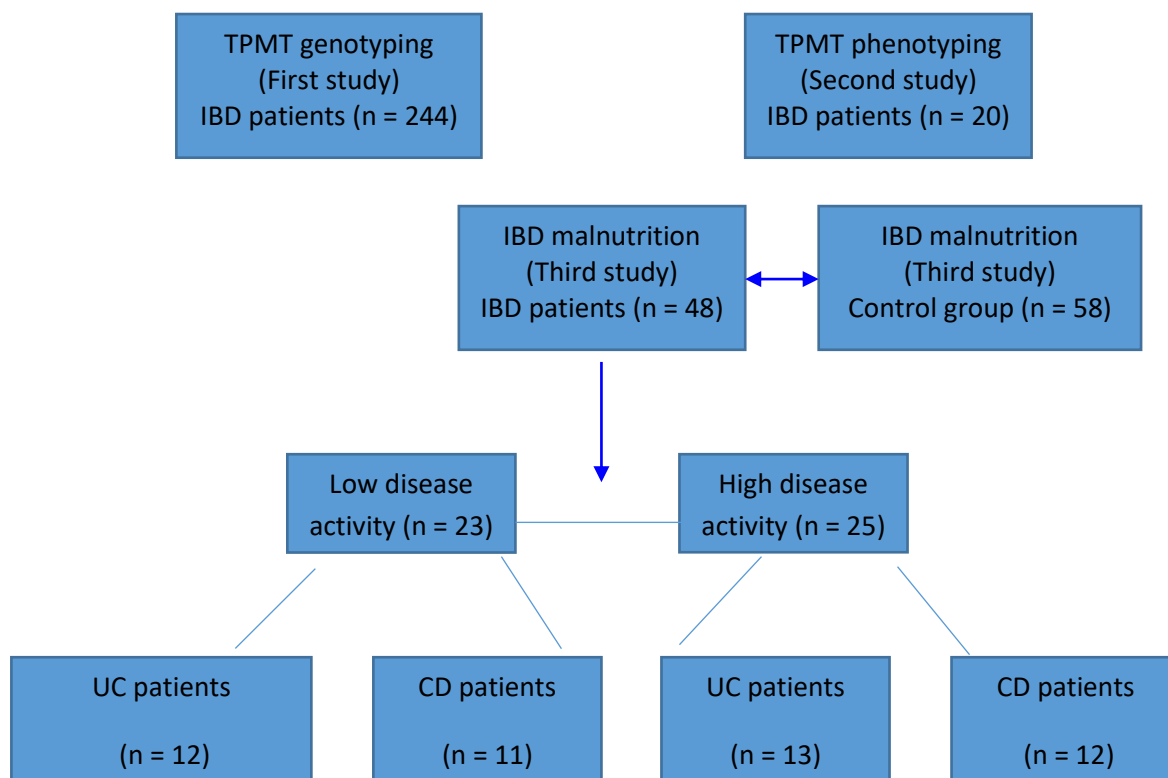 TPMT genotyping
(First study)
IBD patients (n = 244)
TPMT phenotyping
(Second study)
IBD patients (n = 20)
IBD malnutrition
(Third study)
IBD patients (n = 48)
IBD malnutrition
(Third study)
Control group (n = 58)
Low disease
activity (n = 23)
High disease
activity (n = 25)
UC patients
(n = 12)
CD patients
(n = 11)
UC patients
(n = 13)
CD patients
(n = 12)